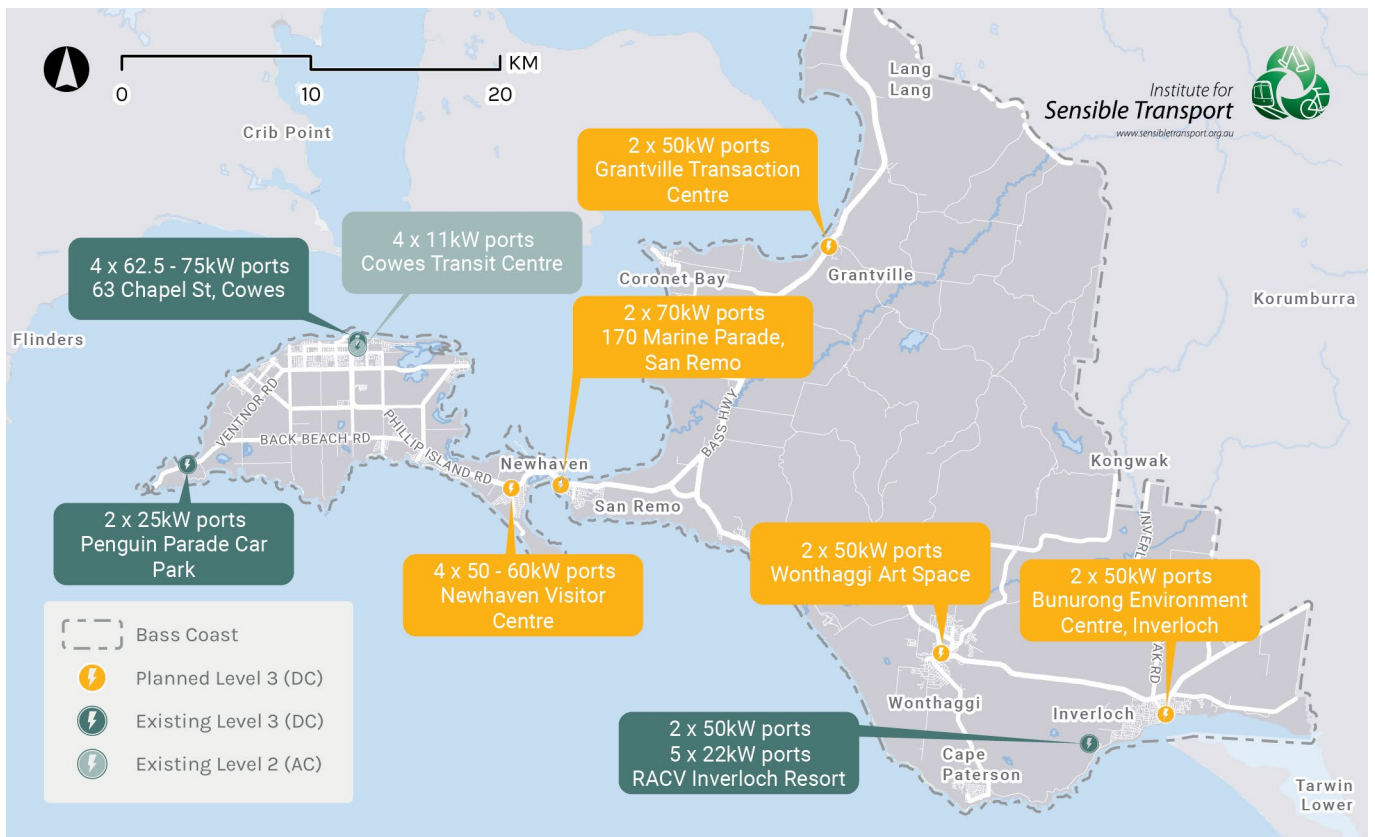 KM
0
10
20
Institute for
Sensible Transport
www.sensibletransport.org.au
Lang
Lang
Crib Point
2 x 50kW ports
Grantville Transaction
Centre
4 x 11kW ports
Cowes Transit Centre
4 x 62.5 - 75kW ports
63 Chapel St, Cowes
Coronet Bay
Grantville
Korumburra
Flinders
2 x 70kW ports
170 Marine Parade,
San Remo
VENTNOR RD
BACK BEACH RD
PHILLIP ISLAND RD
BASS HWY
Newhaven
San Remo
Kongwak
2 x 25kW ports
Penguin Parade Car
Park
4 x 50 - 60kW ports
Newhaven Visitor
Centre
2 x 50kW ports
Wonthaggi Art Space
INVERL
AK RD
2 x 50kW ports
Bunurong Environment
Centre, Inverloch
Wonthaggi
Inverloch
2 x 50kW ports
5 x 22kW ports
RACV Inverloch Resort
Cape
Paterson
Tarwin
Lower
Bass Coast
Planned Level 3 (DC)
Existing Level 3 (DC)
Existing Level 2 (AC)